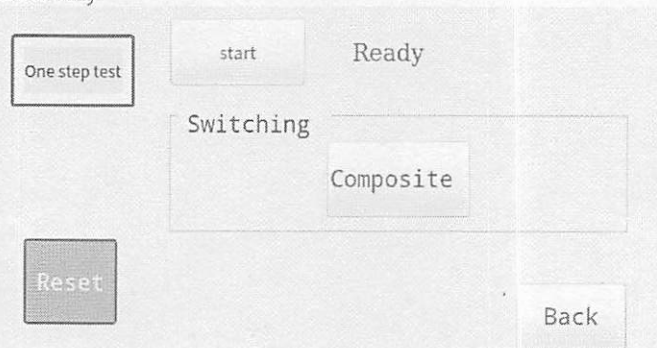 One step test
start
Ready
Switching
Composite
Reset
Back